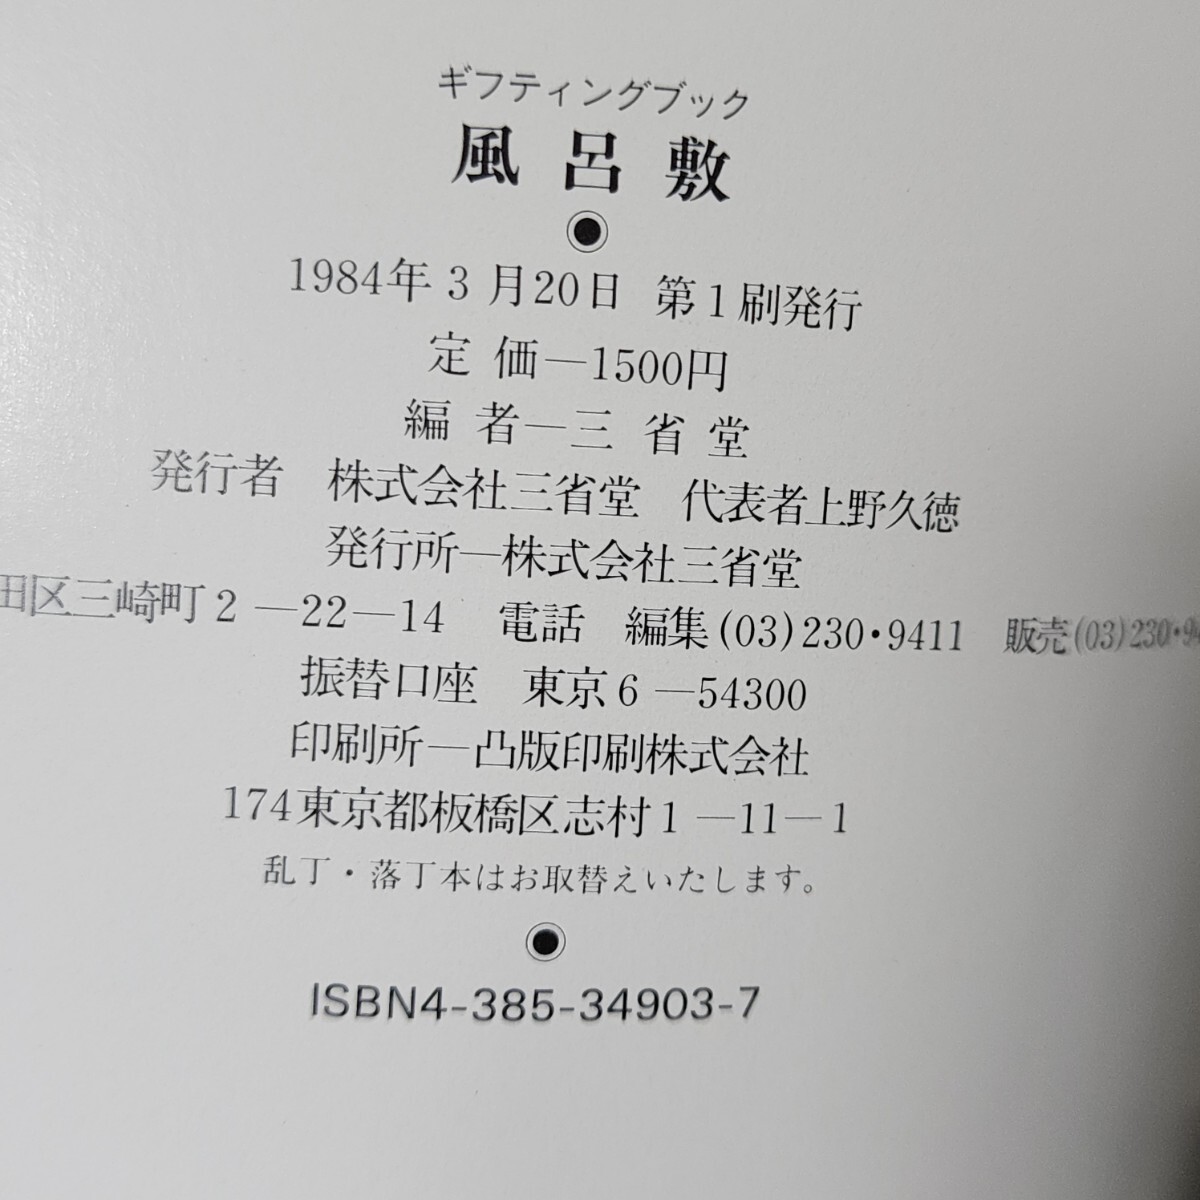 ギフティングブック
風呂敷
1984年3月20日 第1刷発行
定価—1500円
編者—三省堂
発行者 株式会社三省堂 代表者上野久徳
発行所—株式会社三省堂
田区三崎町2—22—14 電話 編集(03)230・9411 販売(03)230・94
振替口座 東京6—54300
印刷所—凸版印刷株式会社
174東京都板橋区志村1—11—1
乱丁・落丁本はお取替えいたします。
ISBN4-385-34903-7